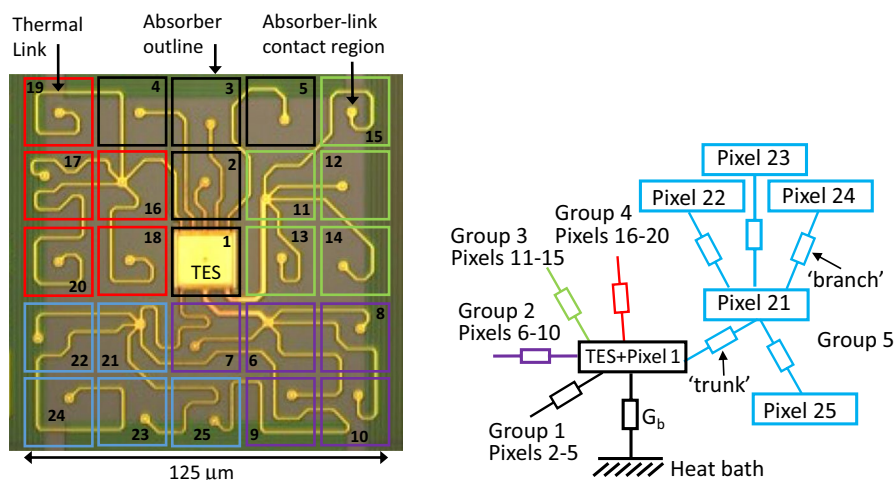 Thermal
Link
Absorber
outline
Absorber-link
contact region
19
4
3
5
15
17
2
12
16
11
18
1
13
14
TES
20
8
22
21
7
6
24
23
25
9
10
125 µm
Pixel 23
Pixel 22
Pixel 24
Group 4
Pixels 16-20
Group 3
Pixels 11-15
'branch'
Pixel 21
Group 2
Pixels 6-10
Group 5
TES+Pixel 1
'trunk'
Pixel 25
Group 1
Pixels 2-5
Gb
Heat bath